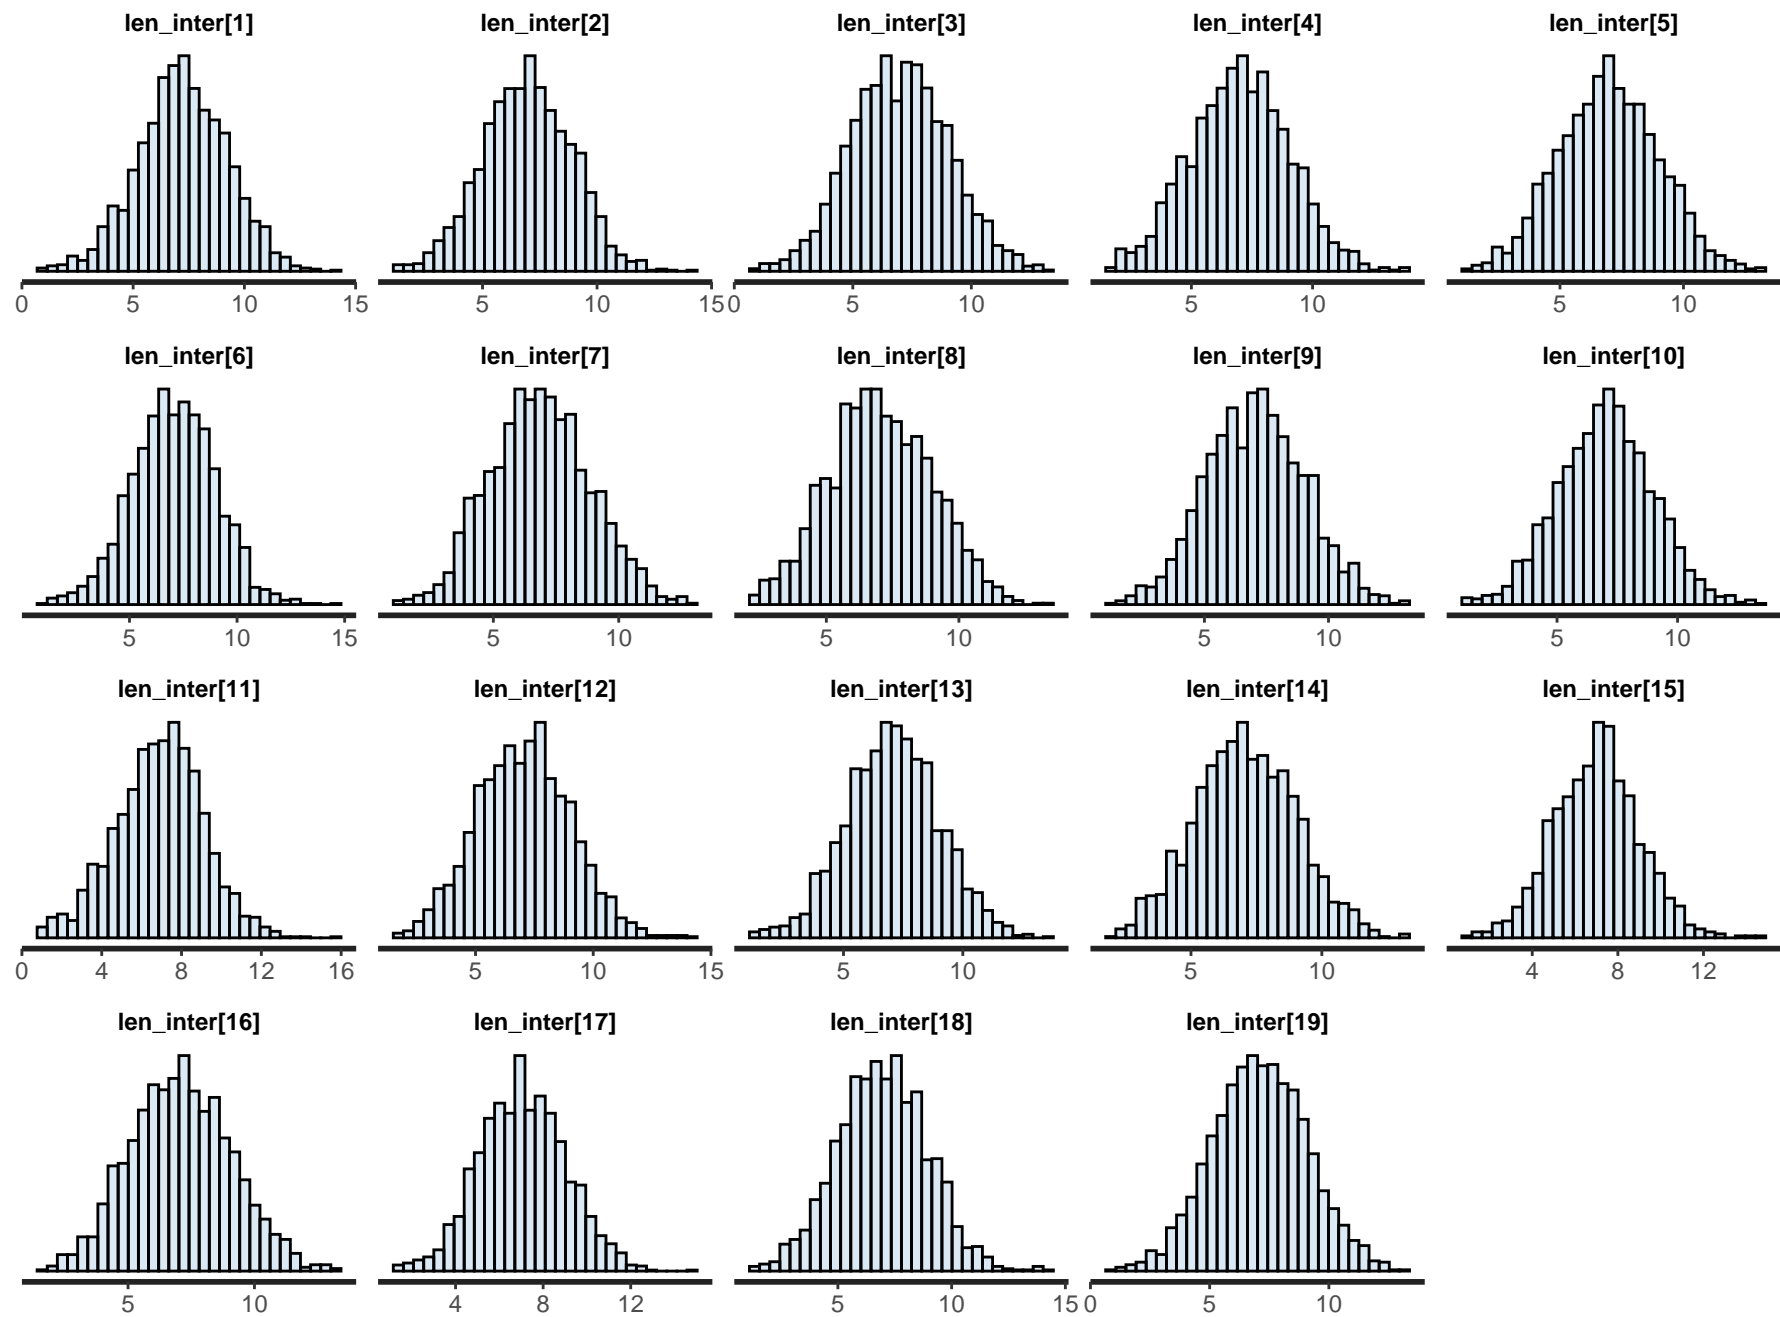 len_inter[1] len_inter[2] len_inter[3] len_inter[4] len_inter[5]
0 5 10 15 5 10 15 0 5 10 5 10 5 10
len_inter[6] len_inter[7] len_inter[8] len_inter[9] len_inter[10]
5 10 15 5 10 5 10 5 10 5 10
len_inter[11] len_inter[12] len_inter[13] len_inter[14] len_inter[15]
0 4 8 12 16 5 10 15 5 10 5 10 4 8 12
len_inter[16] len_inter[17] len_inter[18] len_inter[19]
5 10 4 8 12 5 10 15 0 5 10